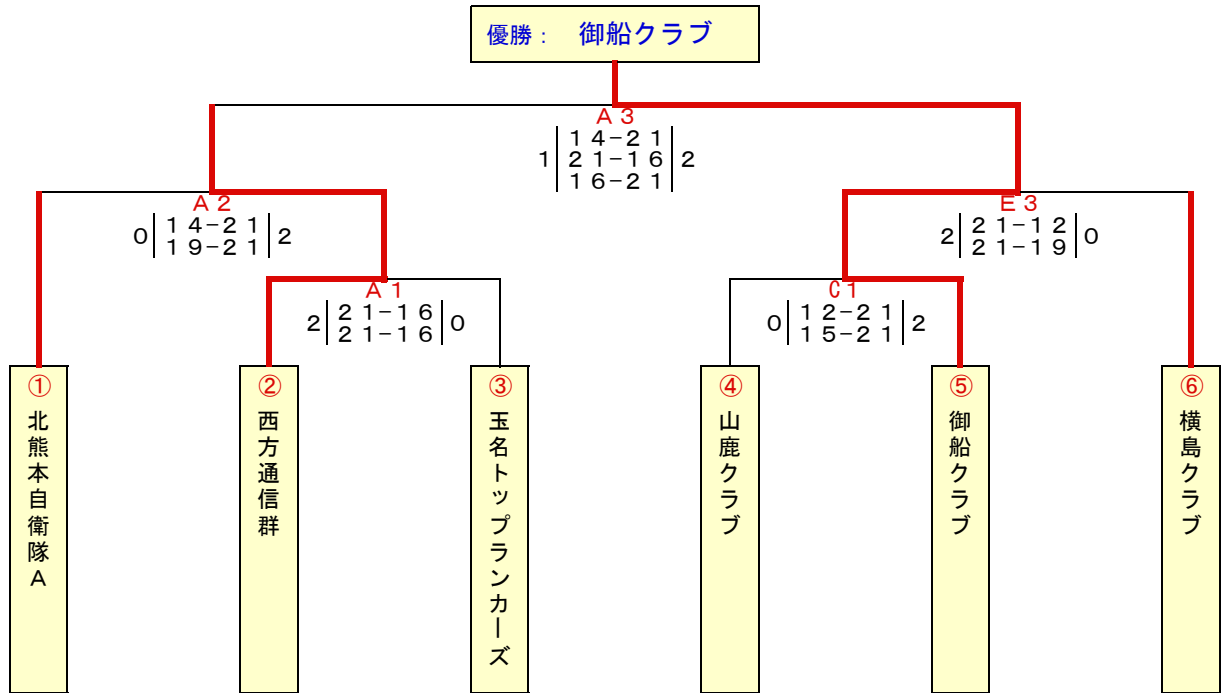 優勝： 御船クラブ
Ａ３
１４－２１
1 ２１－１６ 2
１６－２１
Ａ２
０ １４－２１ 2
１９－２１
Ｅ３
2 ２１－１２ ０
２１－１９
Ａ１
2 ２１－１６ ０
２１－１６
Ｃ１
０ １２－２１ 2
１５－２１
①
北熊本自衛隊Ａ
②
西方通信群
③
玉名トップランカーズ
④
山鹿クラブ
⑤
御船クラブ
⑥
横島クラブ